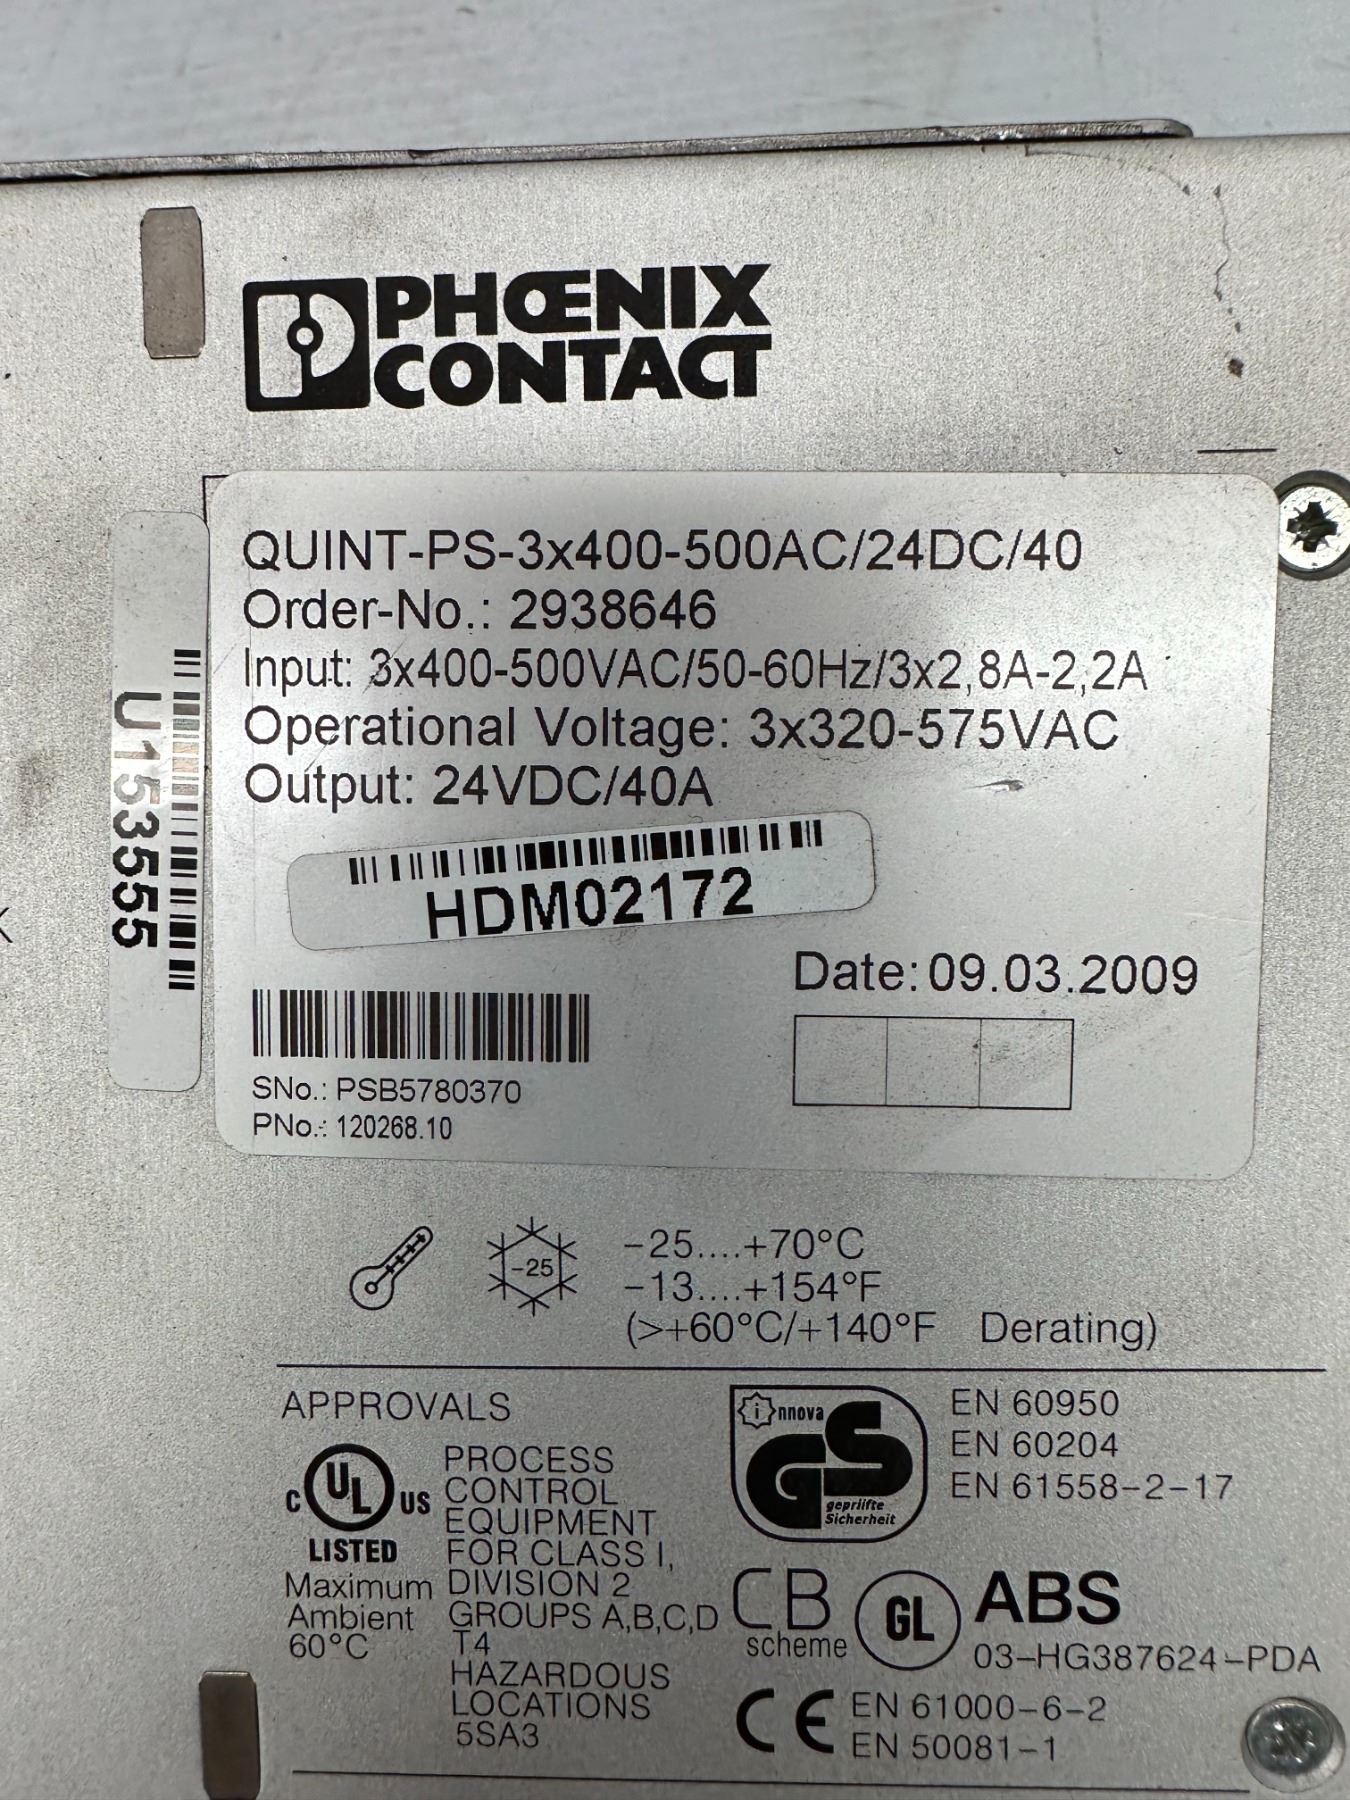 PHŒNIX
CONTACT
QUINT-PS-3x400-500AC/24DC/40
Order-No.: 2938646
Input: 3x400-500VAC/50-60Hz/3x2,8A-2,2A
Operational Voltage: 3x320-575VAC
Output: 24VDC/40A
HDM02172
U153555
Date: 09.03.2009
SNo.: PSB5780370
PNo.: 120268.10
-25
-25....+70°C
-13....+154°F
(>+60°C/+140°F Derating)
APPROVALS
C UL US
LISTED
Maximum
Ambient
60°C
PROCESS
CONTROL
EQUIPMENT
FOR CLASS I,
DIVISION 2
GROUPS A,B,C,D
T4
HAZARDOUS
LOCATIONS
5SA3
innova
GS
geprüfte
Sicherheit
EN 60950
EN 60204
EN 61558-2-17
CB
scheme
GL
ABS
03-HG387624-PDA
CE
EN 61000-6-2
EN 50081-1